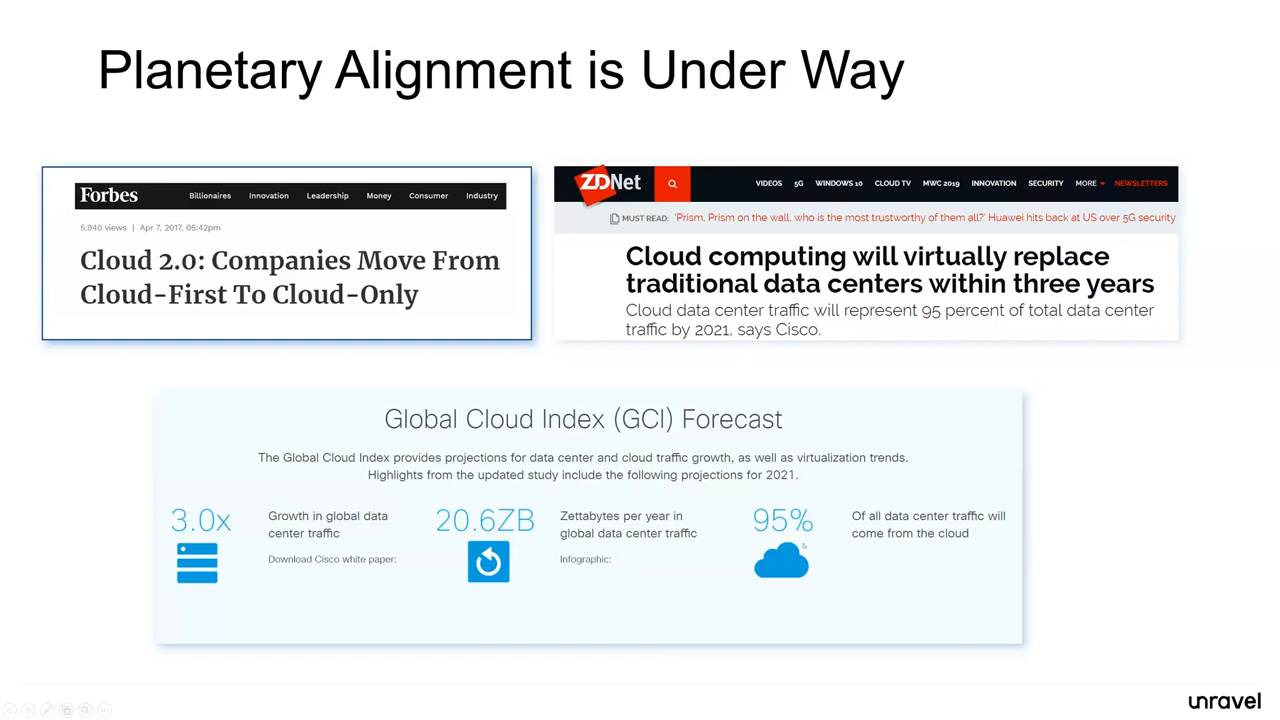 Planetary Alignment is Under Way
Forbes
Billionaires Innovation Leadership Money Consumer Industry
5,940 views | Apr 7, 2017, 05:42pm
Cloud 2.0: Companies Move From
Cloud-First To Cloud-Only
ZDNet
VIDEOS 5G WINDOWS 10 CLOUD TV MWC 2019 INNOVATION SECURITY MORE NEWSLETTERS
MUST READ: 'Prism, Prism on the wall, who is the most trustworthy of them all?' Huawei hits back at US over 5G security
Cloud computing will virtually replace
traditional data centers within three years
Cloud data center traffic will represent 95 percent of total data center
traffic by 2021, says Cisco.
Global Cloud Index (GCI) Forecast
The Global Cloud Index provides projections for data center and cloud traffic growth, as well as virtualization trends.
Highlights from the updated study include the following projections for 2021.
3.0x
Growth in global data
center traffic
Download Cisco white paper:
20.6ZB
Zettabytes per year in
global data center traffic
Infographic:
95%
Of all data center traffic will
come from the cloud
unravel